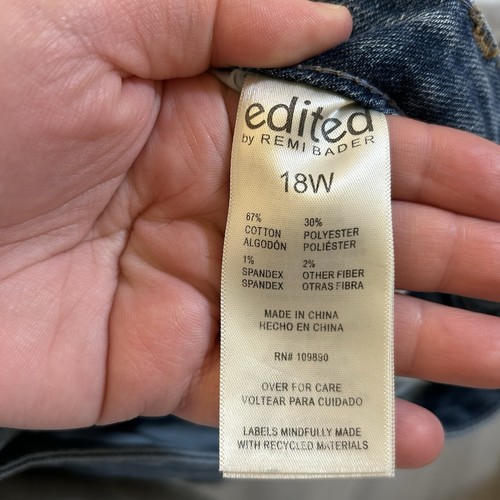 edited
by REMI BADER
18W
67% 30%
COTTON POLYESTER
ALGODÓN POLIÉSTER
1% 2%
SPANDEX OTHER FIBER
SPANDEX OTRAS FIBRA
MADE IN CHINA
HECHO EN CHINA
RN# 109890
OVER FOR CARE
VOLTEAR PARA CUIDADO
LABELS MINDFULLY MADE
WITH RECYCLED MATERIALS